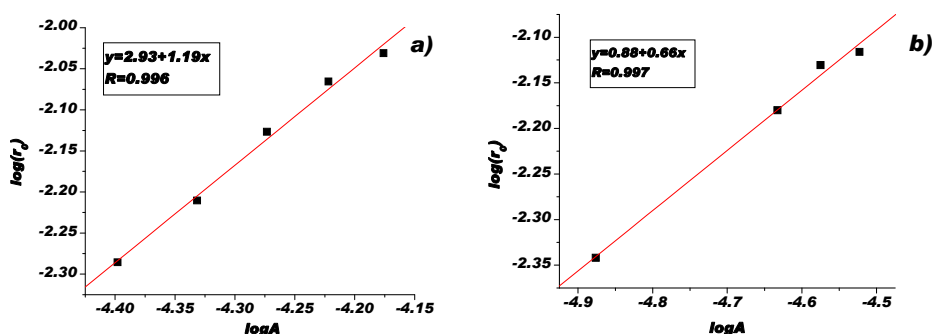 a)
y=2.93+1.19x
R=0.996
log(r₀)
-2.00
-2.05
-2.10
-2.15
-2.20
-2.25
-2.30
-4.40 -4.35 -4.30 -4.25 -4.20 -4.15
logA
b)
y=0.88+0.66x
R=0.997
log(r₀)
-2.10
-2.15
-2.20
-2.25
-2.30
-2.35
-4.9 -4.8 -4.7 -4.6 -4.5
logA